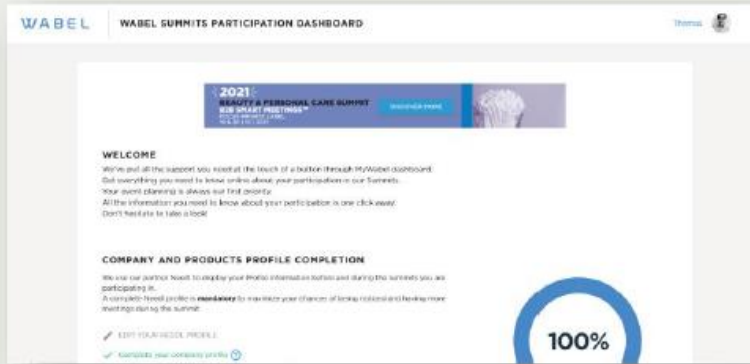 WABEL
WABEL SUMMITS PARTICIPATION DASHBOARD
Thomas
2021
BEAUTY & PERSONAL CARE SUMMIT
B2B SMART MEETINGS™
DISCOVER MORE
WELCOME
We've put all the support you need at the touch of a button through MyWabel dashboard.
Get everything you need to know online about your participation in our Summits.
Your event planning is always our first priority.
All the information you need to know about your participation is one click away.
Don't hesitate to take a look!
COMPANY AND PRODUCTS PROFILE COMPLETION
We use our partner Needl to display your Profile information before and during the summits you are
participating in.
A complete Needl profile is mandatory to maximize your chances of being noticed and having more
meetings during the summit.
EDIT YOUR NEEDL PROFILE
Complete your company profile
100%